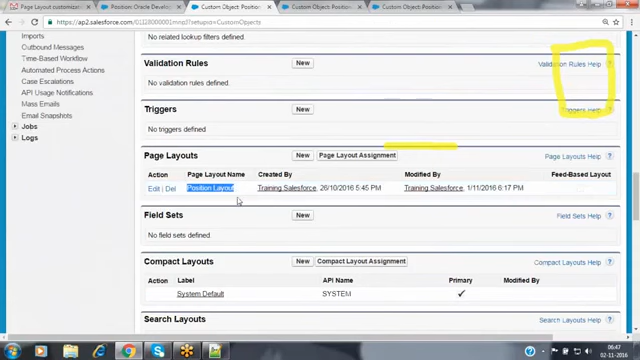 Page Layout customizat
Position: Oracle Develop
Custom Object: Position
Custom Object: Position
Custom Object: Position
ap2.salesforce.com/
setupid=CustomObjects
Imports
Outbound Messages
Time-Based Workflow
Automated Process Actions
Case Escalations
API Usage Notifications
Mass Emails
Email Snapshots
Jobs
Logs
No related lookup filters defined
Validation Rules New Validation Rules Help ?
No validation rules defined.
Triggers New Triggers Help ?
No triggers defined
Page Layouts New Page Layout Assignment Page Layouts Help ?
Action Page Layout Name Created By Modified By Feed-Based Layout
Edit | Del Position Layout Training Salesforce, 26/10/2016 5:45 PM Training Salesforce, 1/11/2016 6:17 PM
Field Sets New Field Sets Help ?
No field sets defined.
Compact Layouts New Compact Layout Assignment Compact Layouts Help ?
Action Label API Name Primary Modified By
System Default SYSTEM ✓
Search Layouts Search Layouts Help ?
06:47
02-11-2016